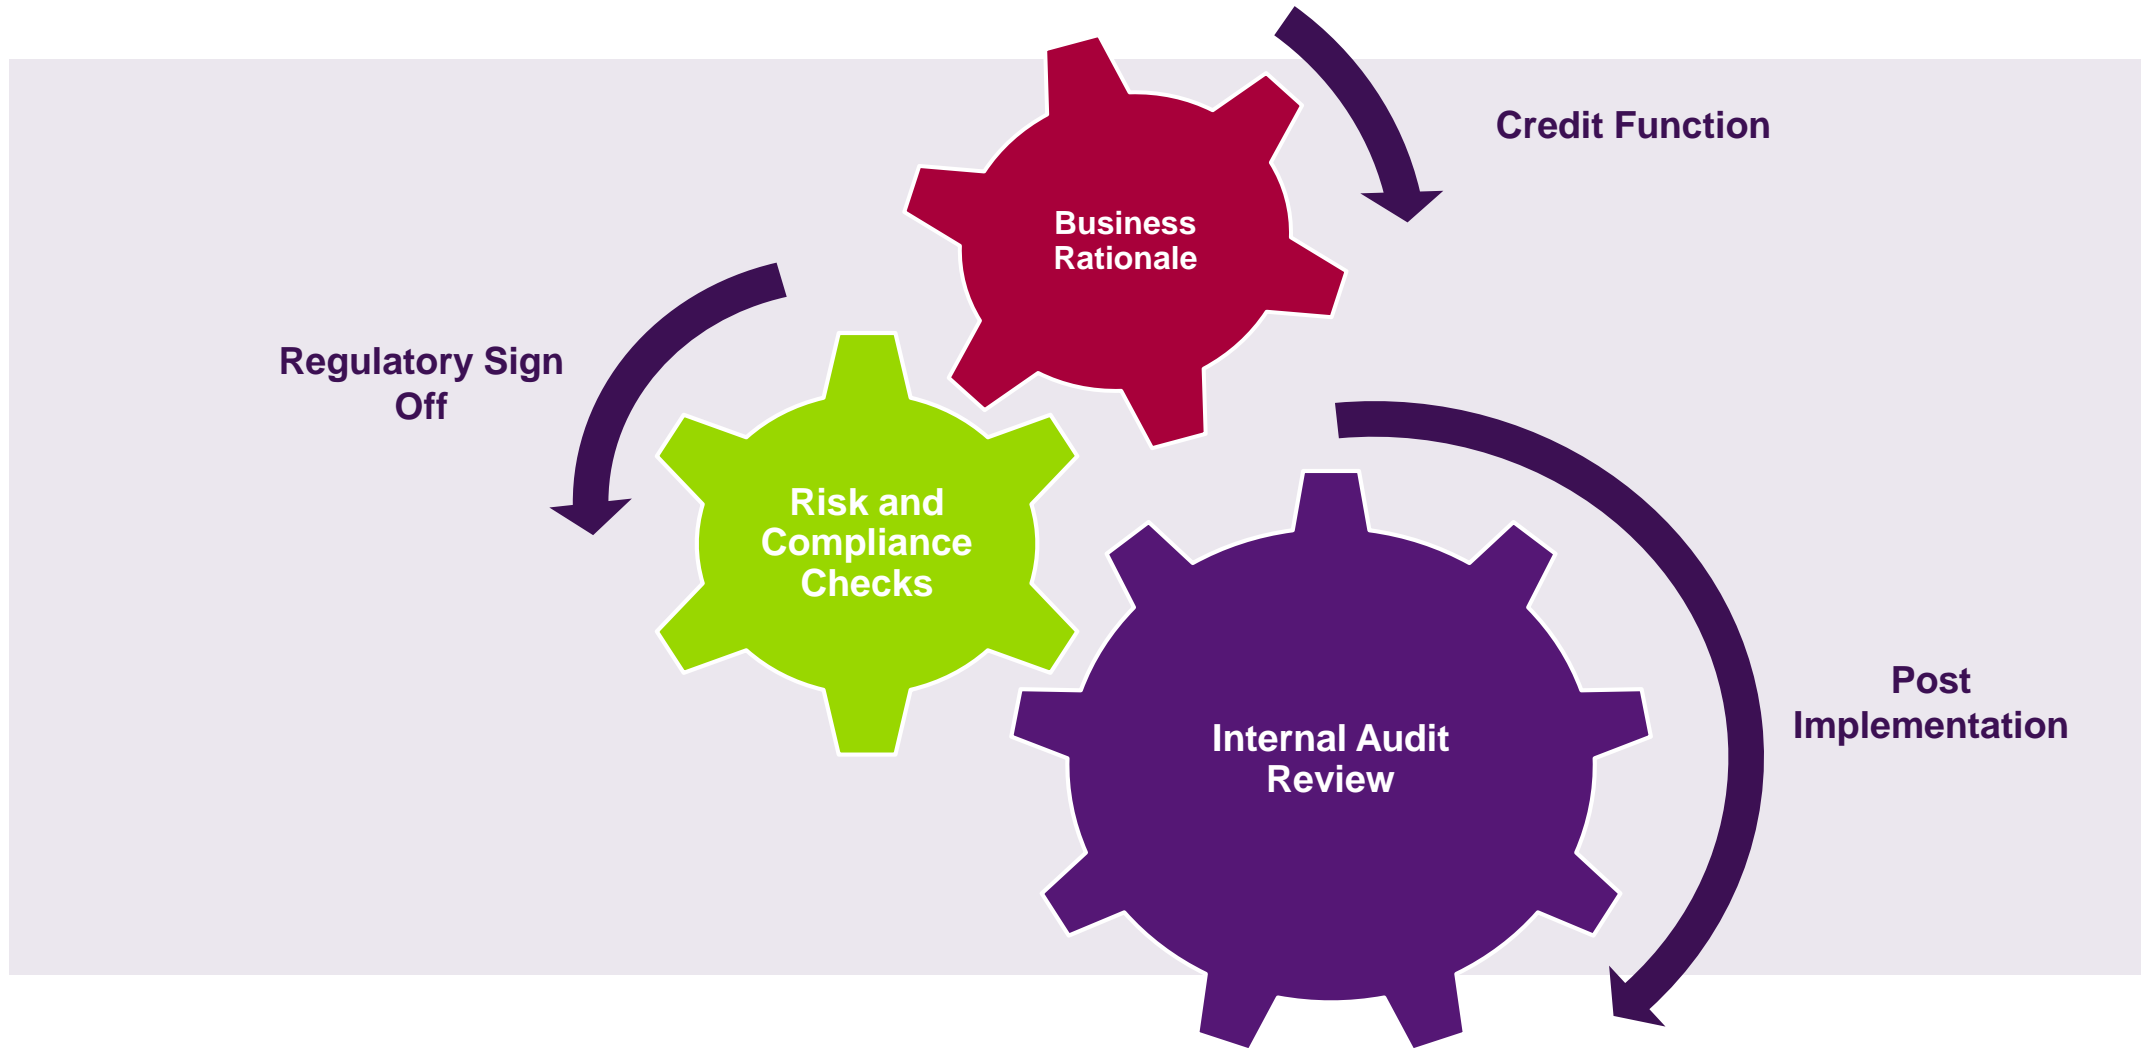 Credit Function
Business
Rationale
Regulatory Sign
Off
Risk and
Compliance
Checks
Post
Implementation
Internal Audit
Review